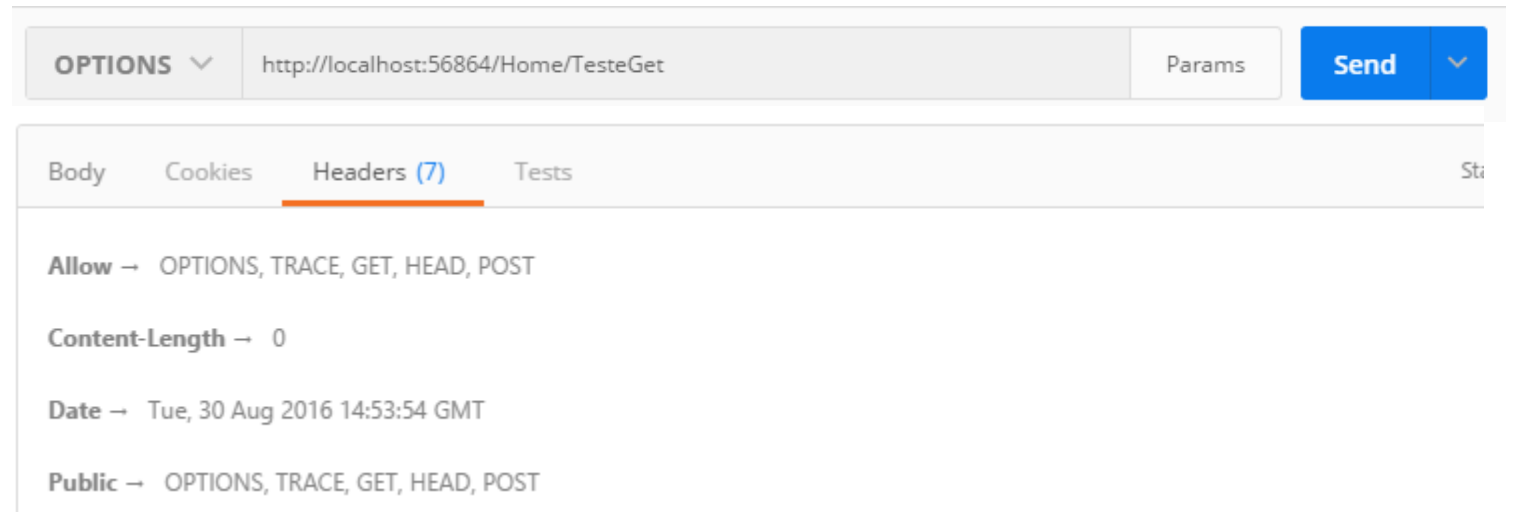 OPTIONS http://localhost:56864/Home/TesteGet Params Send
Body Cookies Headers (7) Tests Sta
Allow → OPTIONS, TRACE, GET, HEAD, POST
Content-Length → 0
Date → Tue, 30 Aug 2016 14:53:54 GMT
Public → OPTIONS, TRACE, GET, HEAD, POST